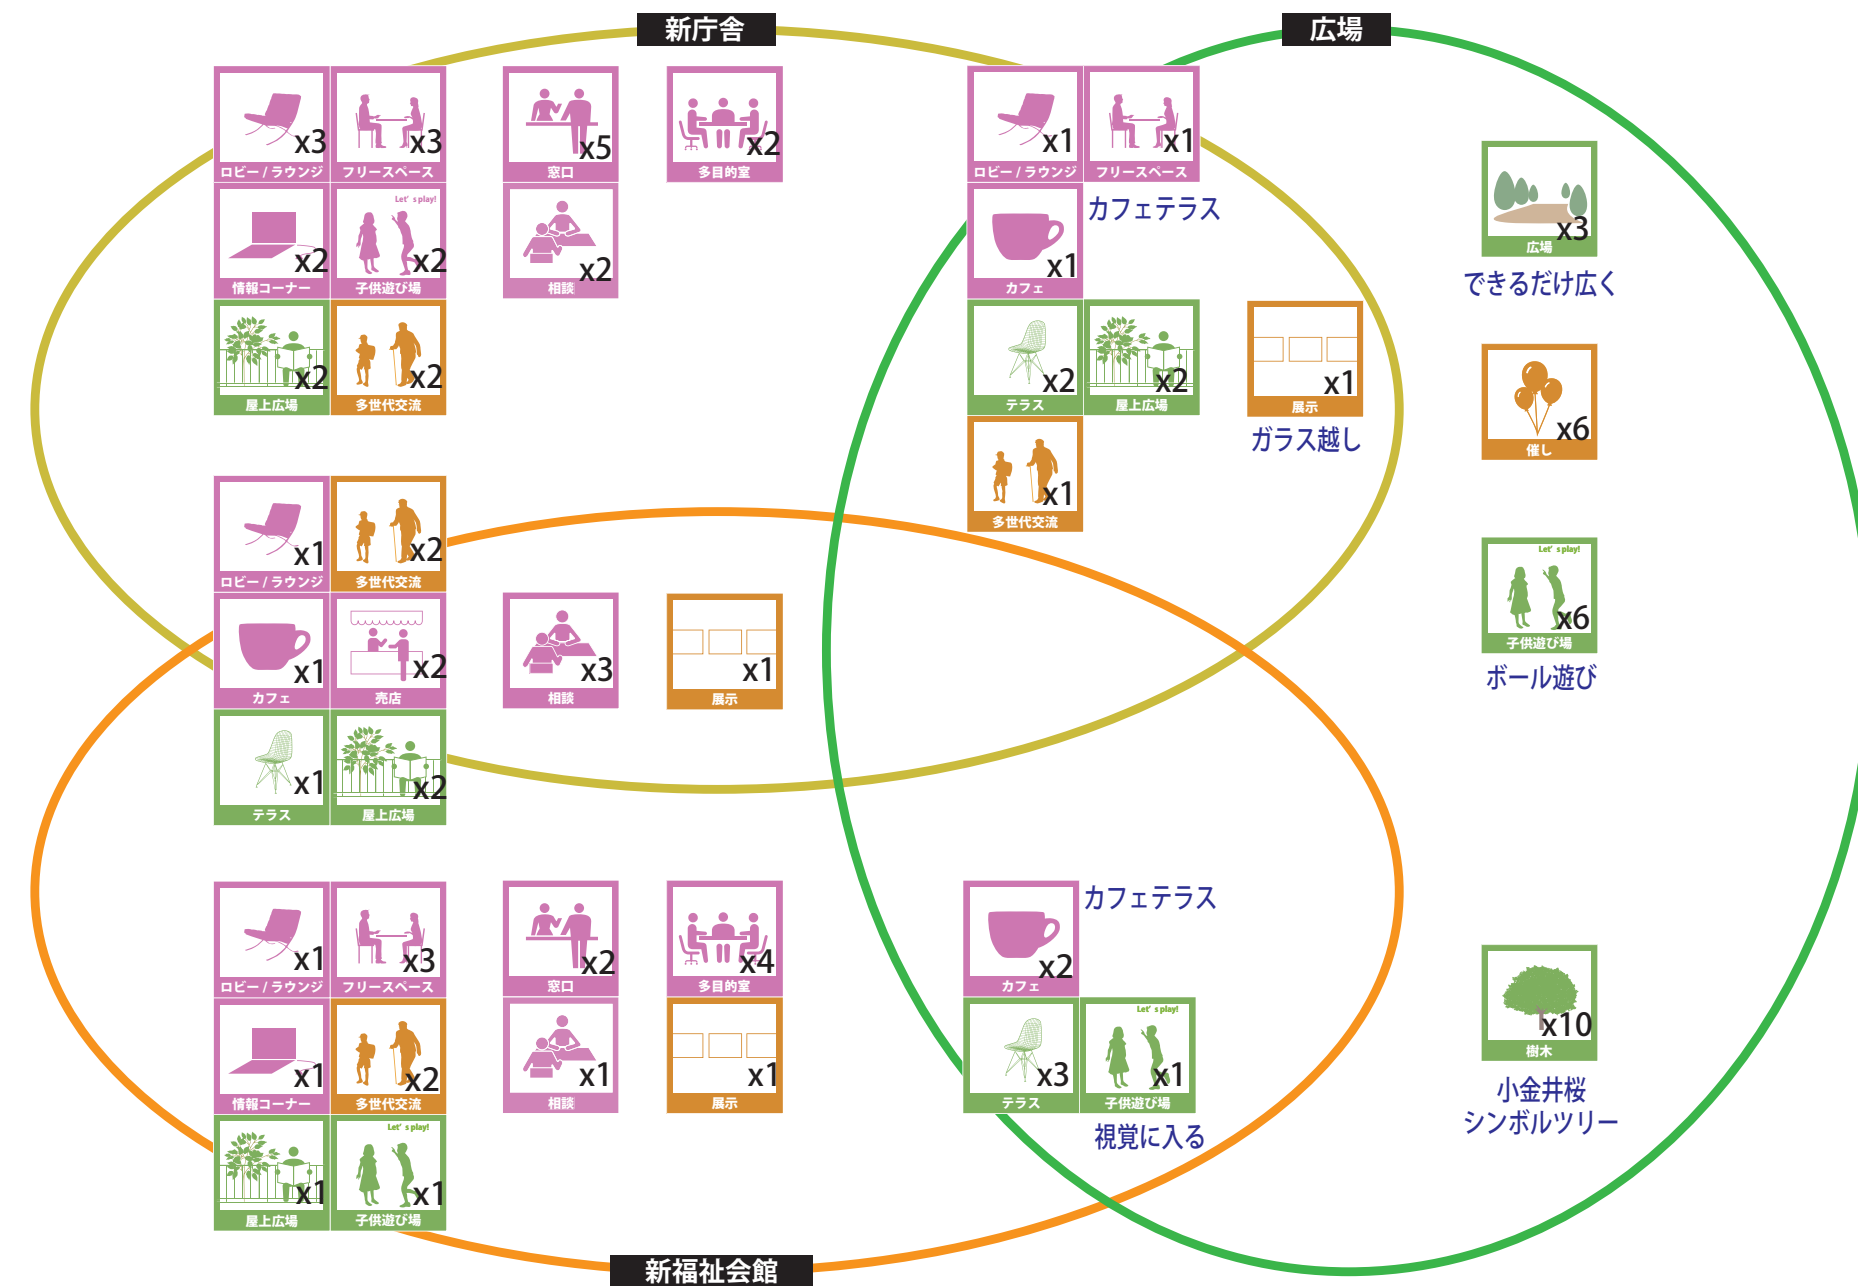 新庁舎
広場
x3
ロビー / ラウンジ
x3
フリースペース
x5
窓口
x2
多目的室
x2
情報コーナー
Let's play!
x2
子供遊び場
x2
相談
x2
屋上広場
x2
多世代交流
x1
ロビー / ラウンジ
x1
フリースペース
カフェテラス
x1
カフェ
x2
テラス
x2
屋上広場
x1
多世代交流
x1
展示
ガラス越し
x3
広場
できるだけ広く
x6
催し
Let's play!
x6
子供遊び場
ボール遊び
x1
ロビー / ラウンジ
x2
多世代交流
x1
カフェ
x2
売店
x3
相談
x1
展示
x1
テラス
x2
屋上広場
x1
ロビー / ラウンジ
x3
フリースペース
x2
窓口
x4
多目的室
x1
情報コーナー
x2
多世代交流
x1
相談
x1
展示
x1
屋上広場
Let's play!
x1
子供遊び場
カフェテラス
x2
カフェ
x3
テラス
Let's play!
x1
子供遊び場
視覚に入る
x10
樹木
小金井桜
シンボルツリー
新福祉会館